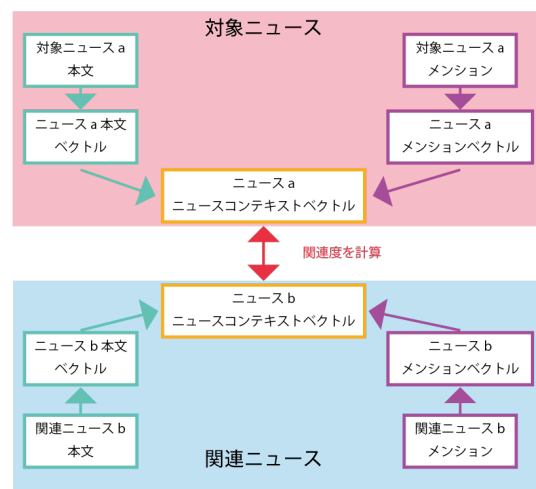 対象ニュース
対象ニュース a
本文
対象ニュース a
メンション
ニュース a 本文
ベクトル
ニュース a
メンションベクトル
ニュース a
ニュースコンテキストベクトル
関連度を計算
ニュース b
ニュースコンテキストベクトル
ニュース b 本文
ベクトル
ニュース b
メンションベクトル
関連ニュース b
本文
関連ニュース b
メンション
関連ニュース